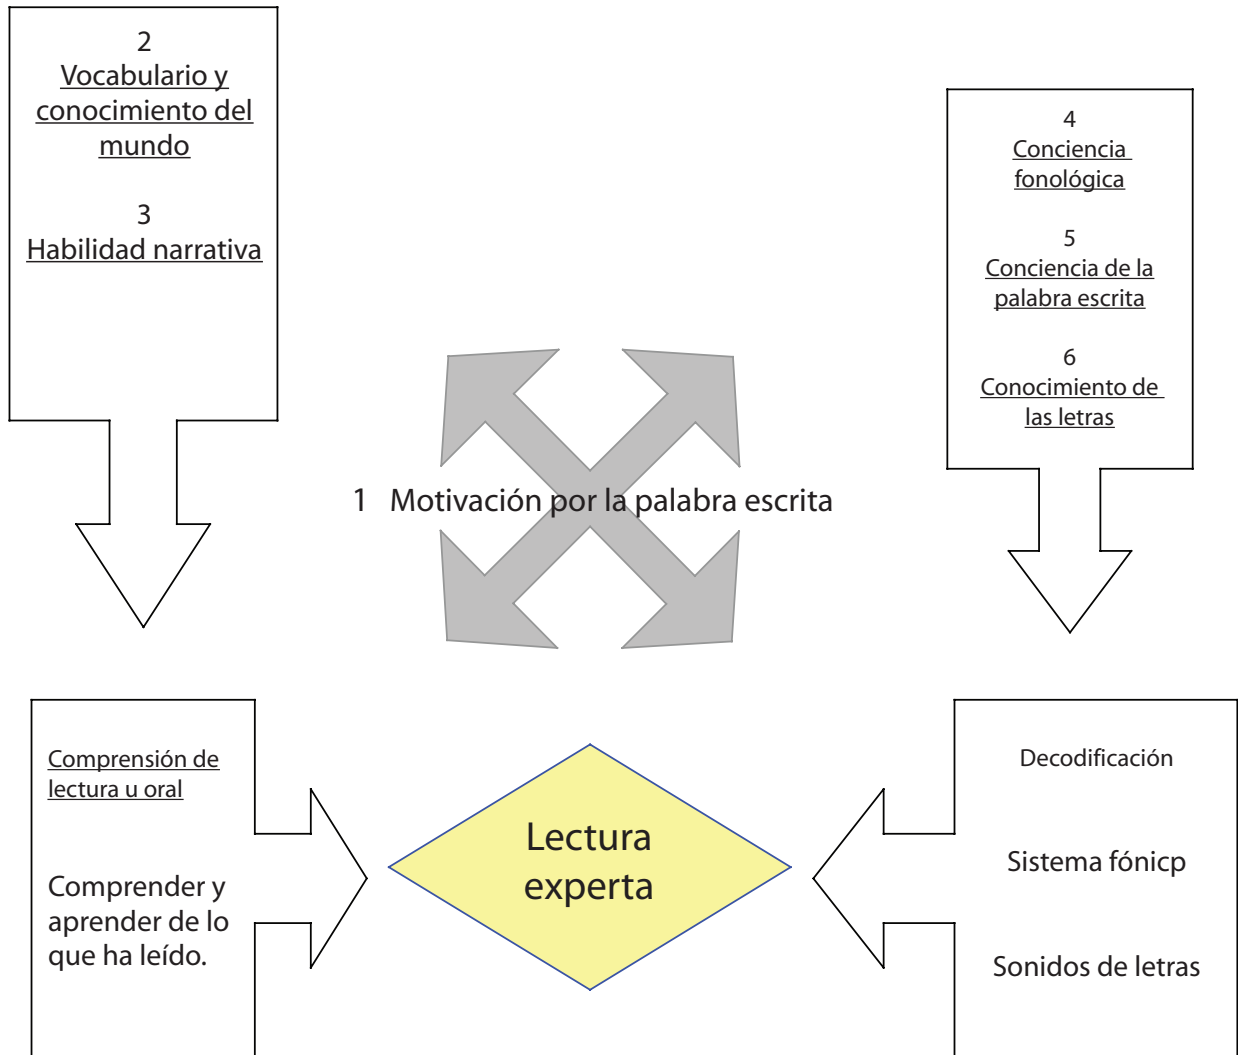 2
Vocabulario y
conocimiento del
mundo
3
Habilidad narrativa
4
Conciencia
fonológica
5
Conciencia de la
palabra escrita
6
Conocimiento de
las letras
1 Motivación por la palabra escrita
Comprensión de
lectura u oral
Comprender y
aprender de lo
que ha leído.
Lectura
experta
Decodificación
Sistema fónicp
Sonidos de letras